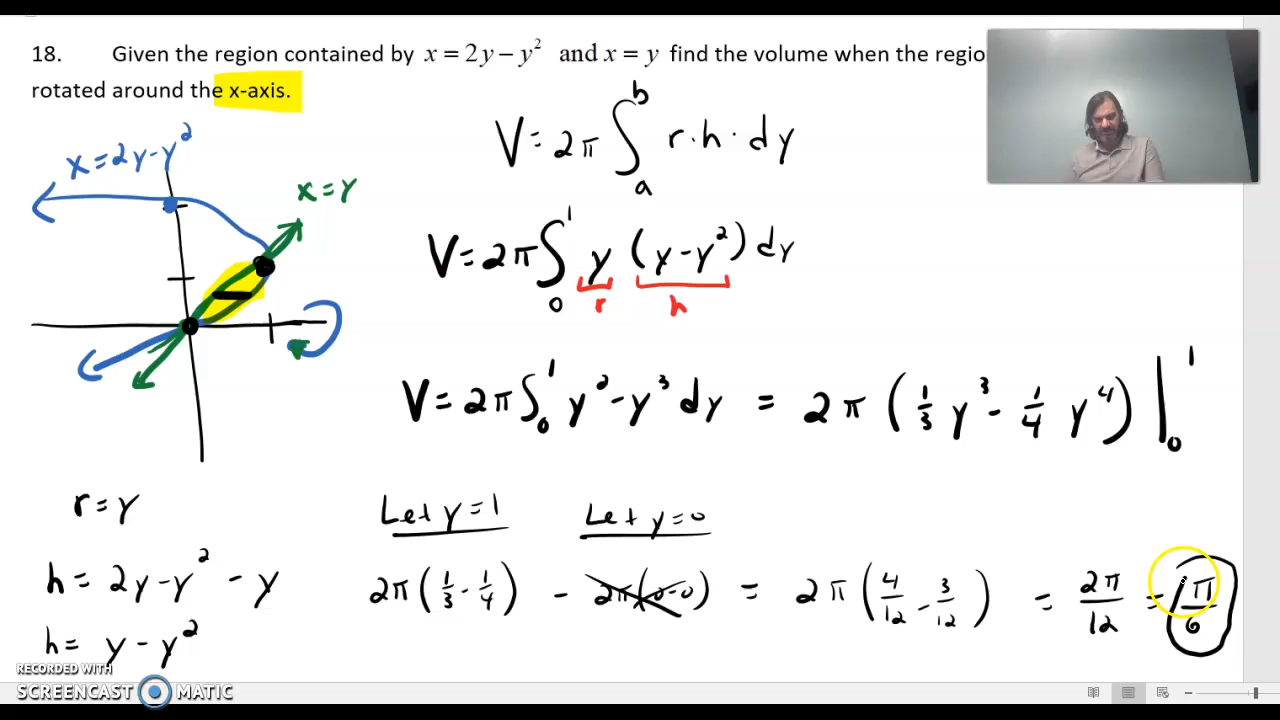 18. Given the region contained by x = 2y − y² and x = y find the volume when the regio
rotated around the x-axis.
x=2y-y²
x=y
V=2π∫ₐᵇ r·h·dy
V=2π∫₀¹ y (y-y²)dy
r h
V=2π∫₀¹ y²-y³dy = 2π(1/3 y³- 1/4 y⁴)|₀¹
r=y
h=2y-y²-y
h=y-y²
Let y=1
Let y=0
2π(1/3-1/4) - 2π(0-0) = 2π(4/12-3/12) = 2π/12 = π/6
RECORDED WITH
SCREENCAST MATIC